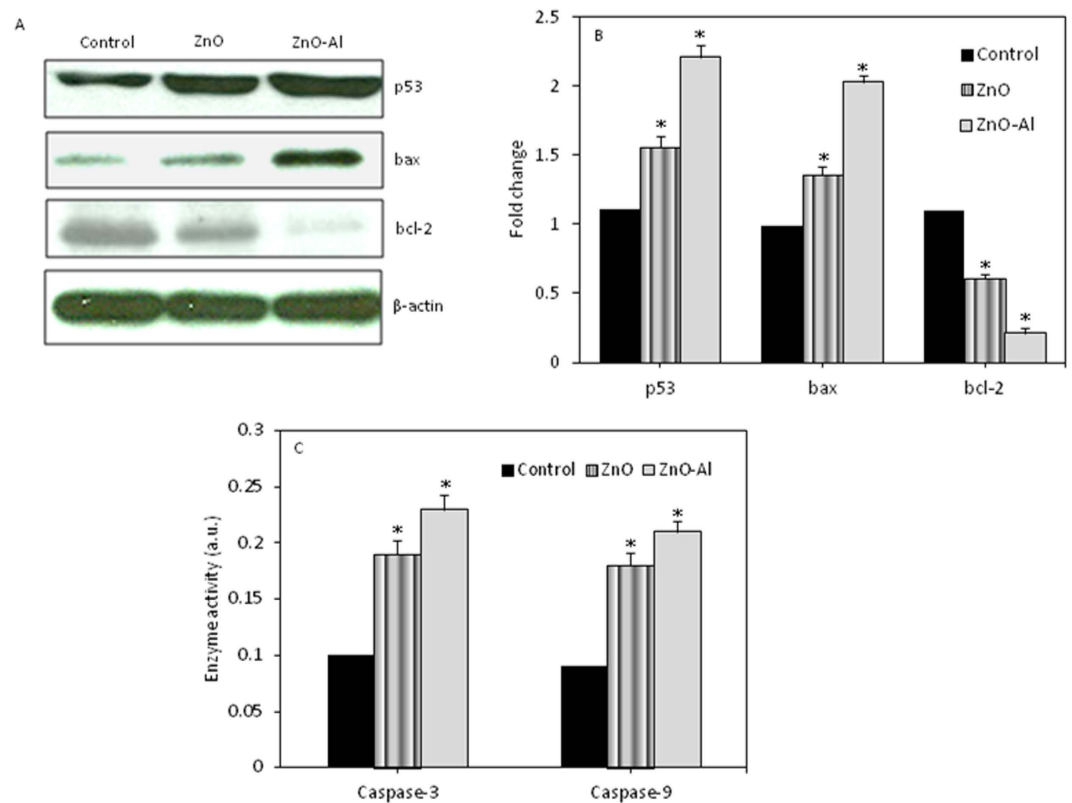 A
Control ZnO ZnO-Al
p53
bax
bcl-2
β-actin
B
Fold change
2.5
2
1.5
1
0.5
0
Control
ZnO
ZnO-Al
* * * * * *
p53 bax bcl-2
C
Enzyme activity (a.u.)
0.3
0.25
0.2
0.15
0.1
0.05
0
Control ZnO ZnO-Al
* * * *
Caspase-3 Caspase-9